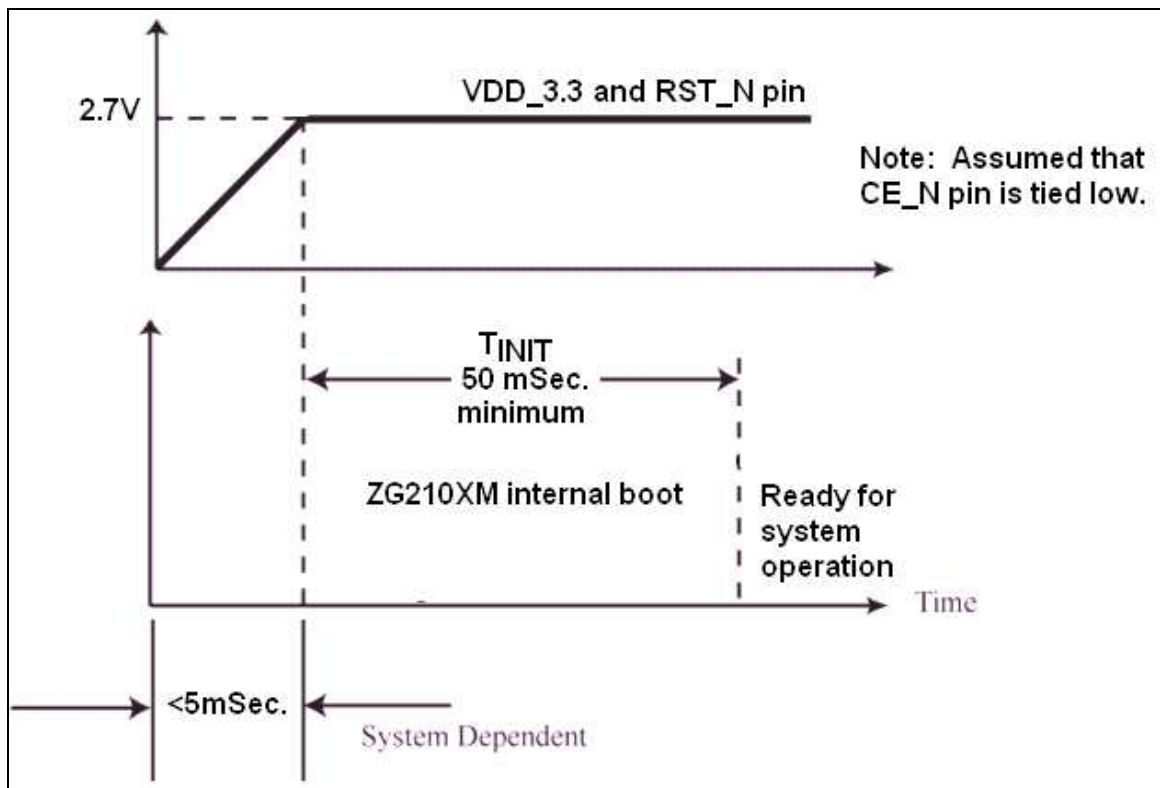 VDD_3.3 and RST_N pin
2.7V
Note: Assumed that
CE_N pin is tied low.
TINIT
50 mSec.
minimum
ZG210XM internal boot
Ready for
system
operation
Time
<5mSec.
System Dependent